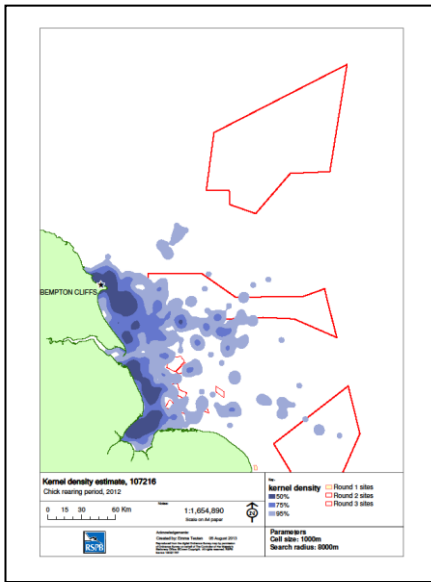 BEMPTON CLIFFS
Kernel density estimate, 107216
Chick rearing period, 2012
0 15 30 60 Km
Notes
1:1,654,890
Scale on A4 paper
N
kernel density
50%
75%
95%
Round 1 sites
Round 2 sites
Round 3 sites
RSPB
Acknowledgements
Parameters
Cell size: 1000m
Search radius: 8000m